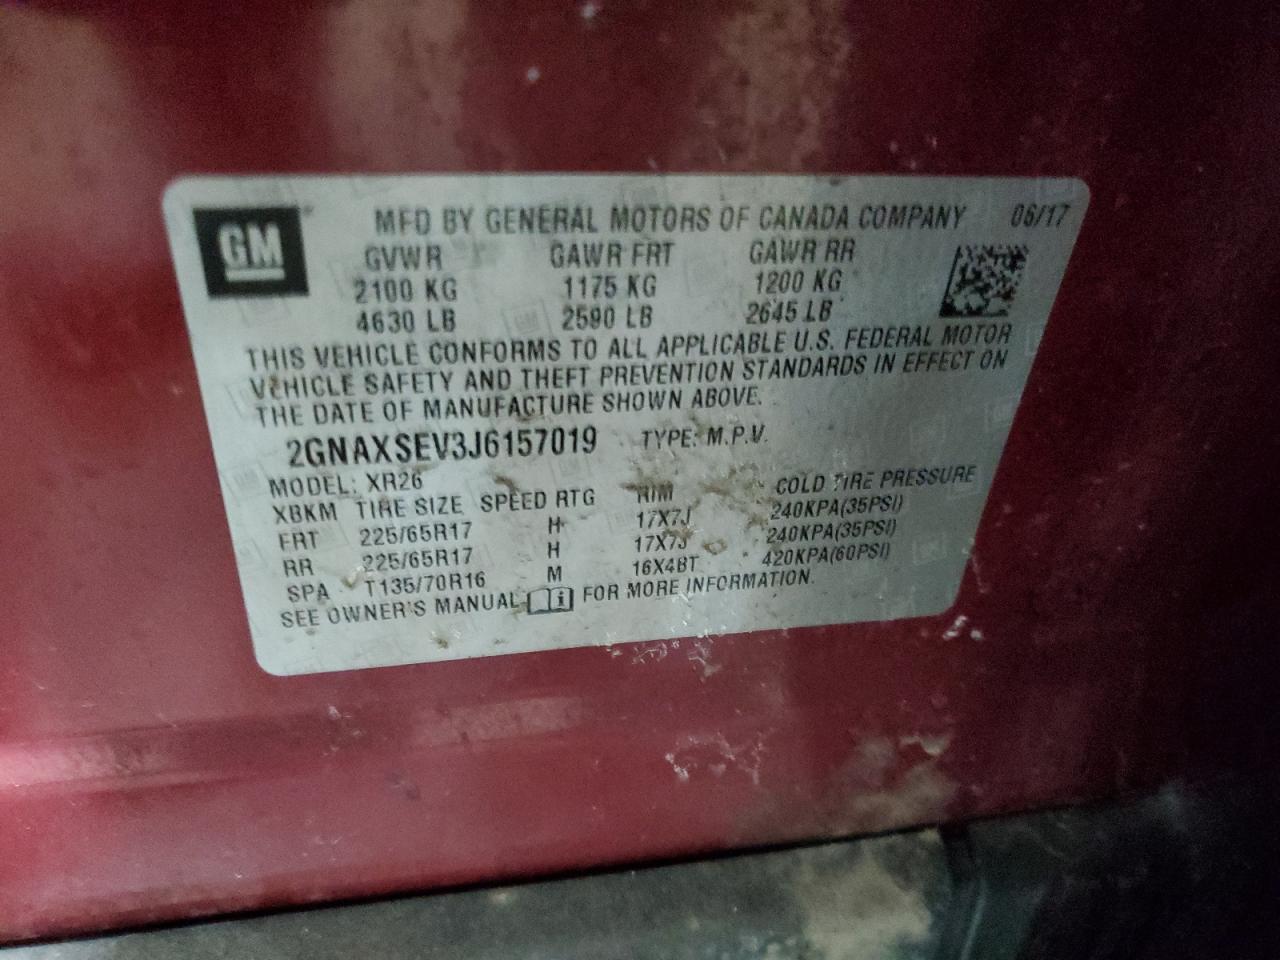 GM MFD BY GENERAL MOTORS OF CANADA COMPANY 06/17
GVWR GAWR FRT GAWR RR
2100 KG 1175 KG 1200 KG
4630 LB 2590 LB 2645 LB
THIS VEHICLE CONFORMS TO ALL APPLICABLE U.S. FEDERAL MOTOR
VEHICLE SAFETY AND THEFT PREVENTION STANDARDS IN EFFECT ON
THE DATE OF MANUFACTURE SHOWN ABOVE.
2GNAXSEV3J6157019 TYPE: M.P.V.
MODEL: XR26
XBKM TIRE SIZE SPEED RTG RIM COLD TIRE PRESSURE
FRT 225/65R17 H 17X7J 240KPA(35PSI)
RR 225/65R17 H 17X7J 240KPA(35PSI)
SPA T135/70R16 M 16X4BT 420KPA(60PSI)
SEE OWNER'S MANUAL FOR MORE INFORMATION.